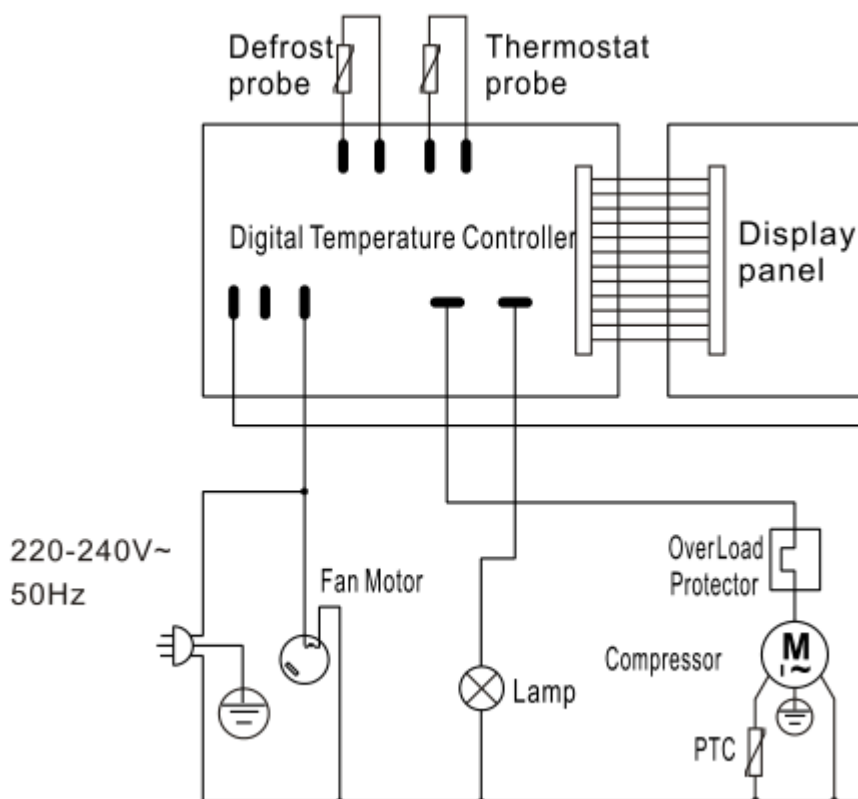 Defrost
probe
Thermostat
probe
Digital Temperature Controller
Display
panel
220-240V~
50Hz
Fan Motor
OverLoad
Protector
Compressor
M
~
Lamp
PTC